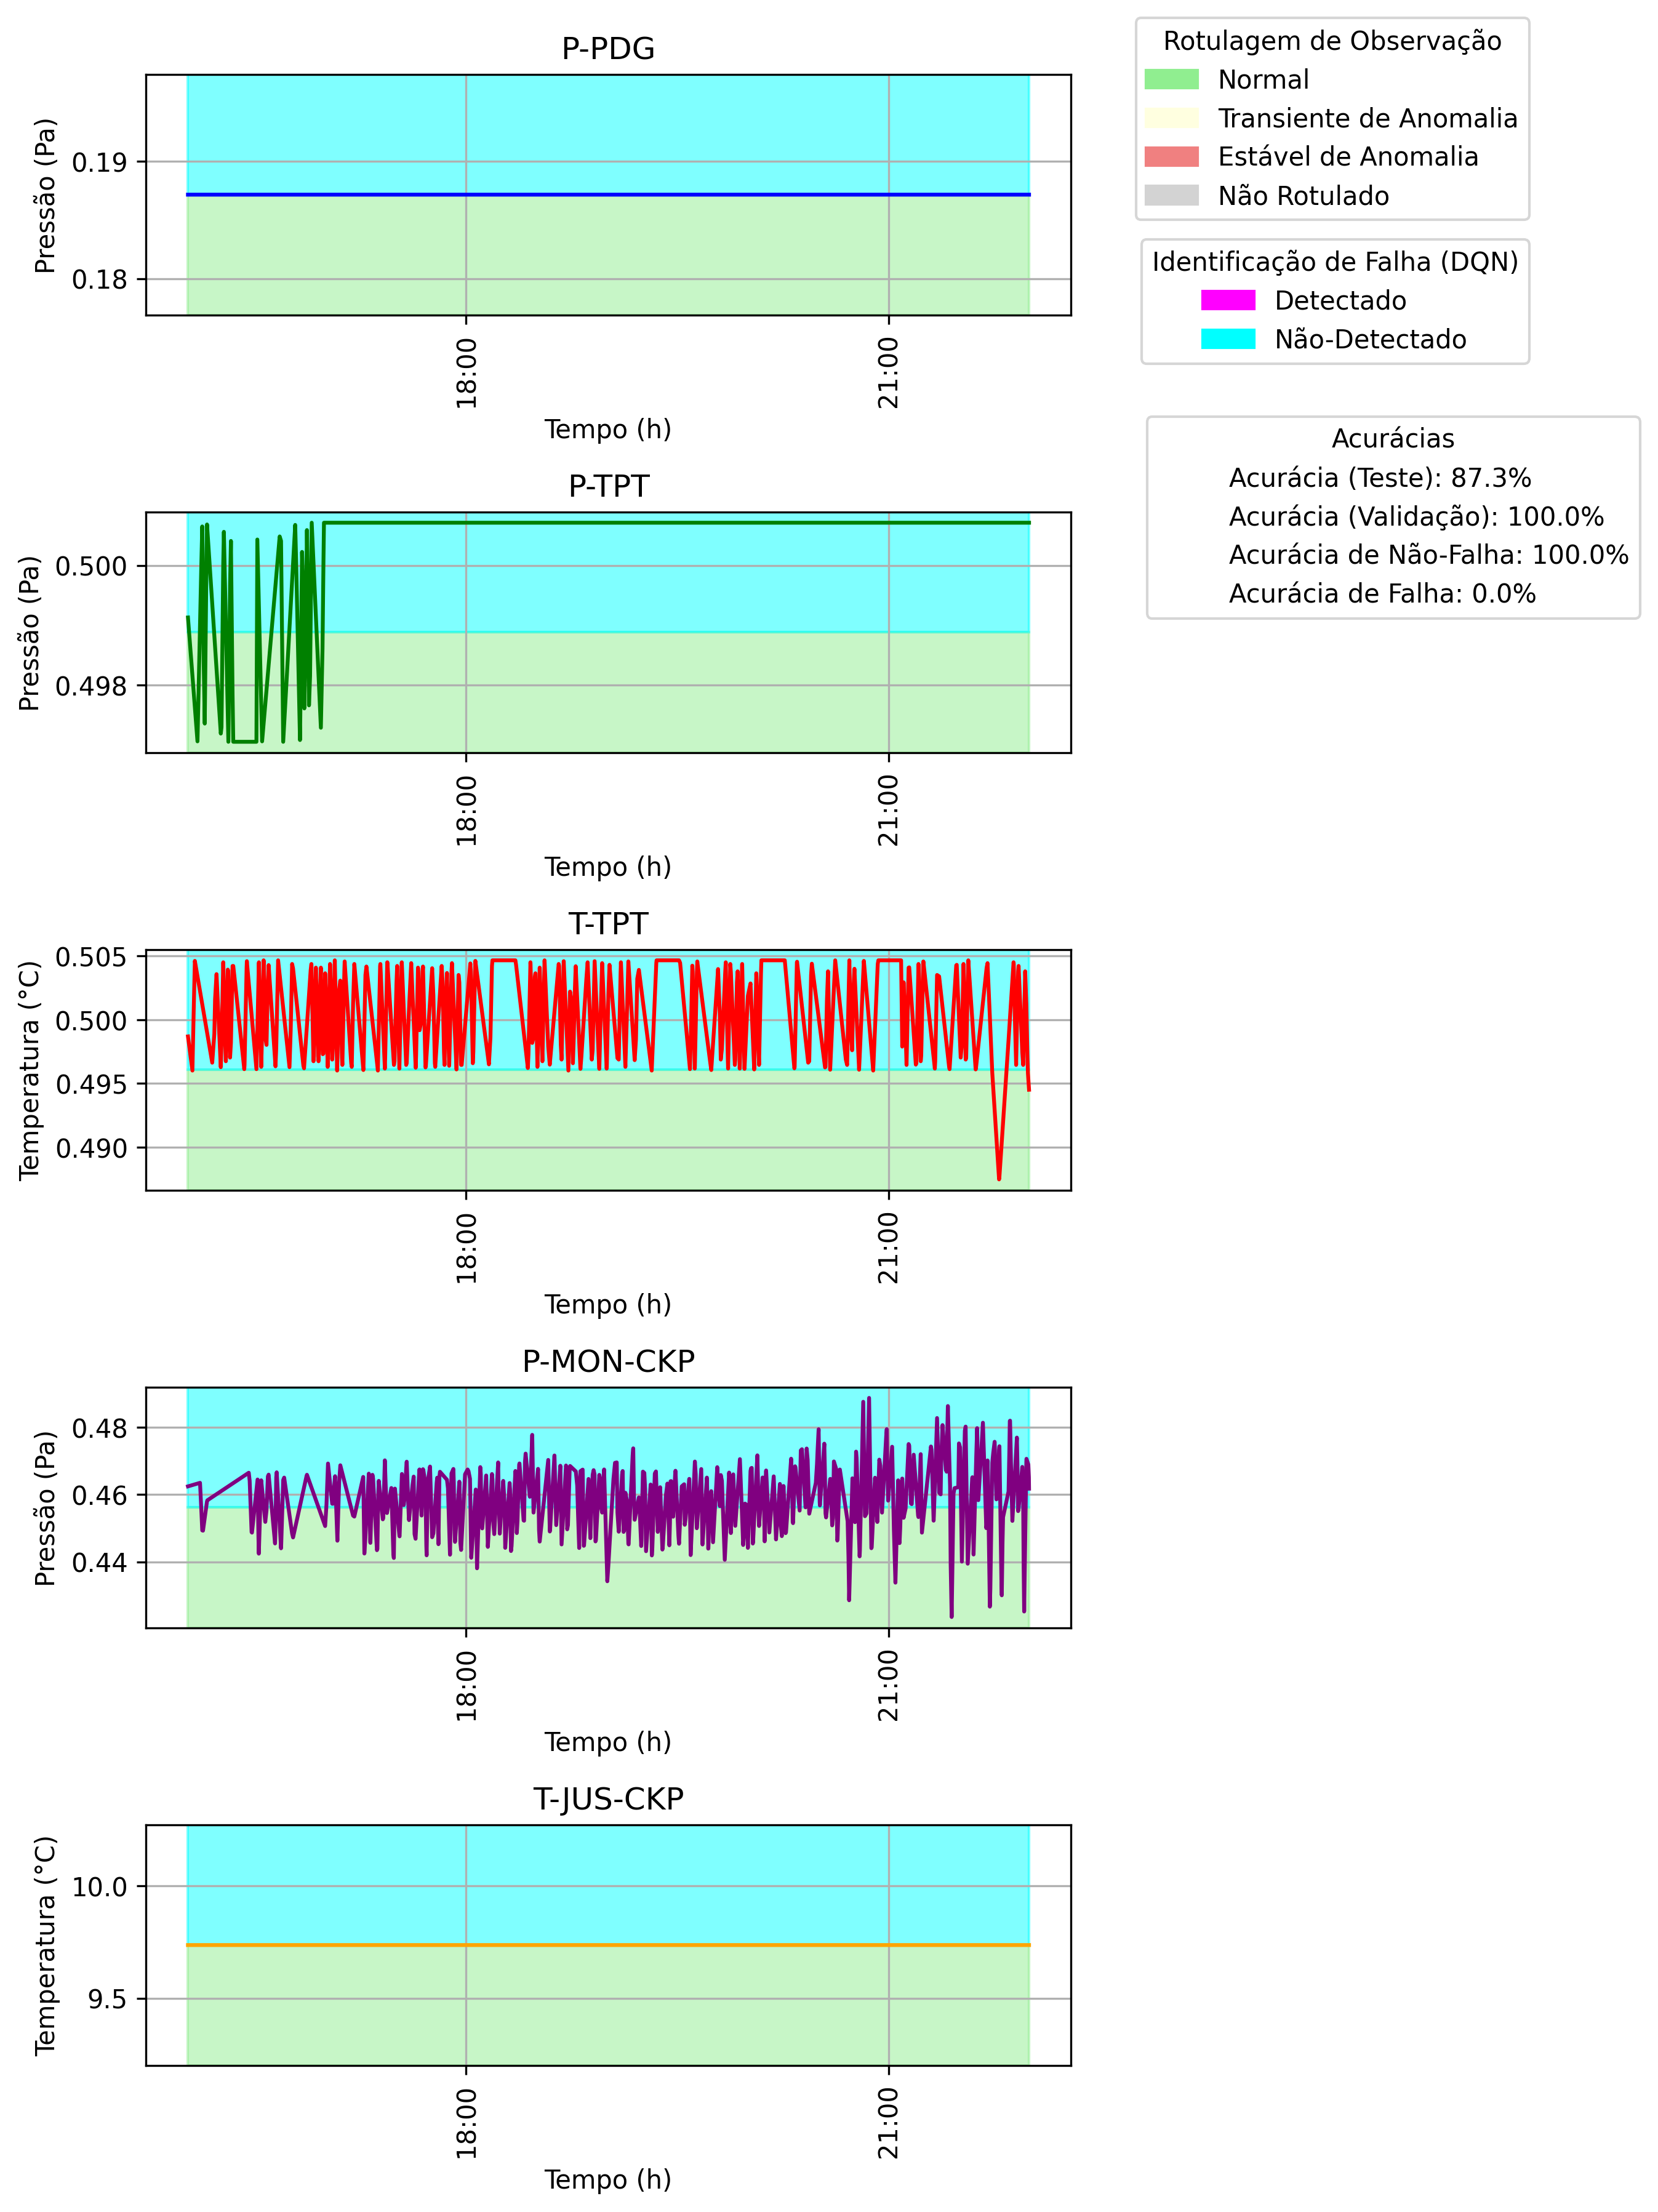 P-PDG
Pressão (Pa)
0.19
0.18
18:00
21:00
Tempo (h)
Rotulagem de Observação
Normal
Transiente de Anomalia
Estável de Anomalia
Não Rotulado
Identificação de Falha (DQN)
Detectado
Não-Detectado
Acurácias
Acurácia (Teste): 87.3%
Acurácia (Validação): 100.0%
Acurácia de Não-Falha: 100.0%
Acurácia de Falha: 0.0%
P-TPT
Pressão (Pa)
0.500
0.498
18:00
21:00
Tempo (h)
T-TPT
Temperatura (°C)
0.505
0.500
0.495
0.490
18:00
21:00
Tempo (h)
P-MON-CKP
Pressão (Pa)
0.48
0.46
0.44
18:00
21:00
Tempo (h)
T-JUS-CKP
Temperatura (°C)
10.0
9.5
18:00
21:00
Tempo (h)